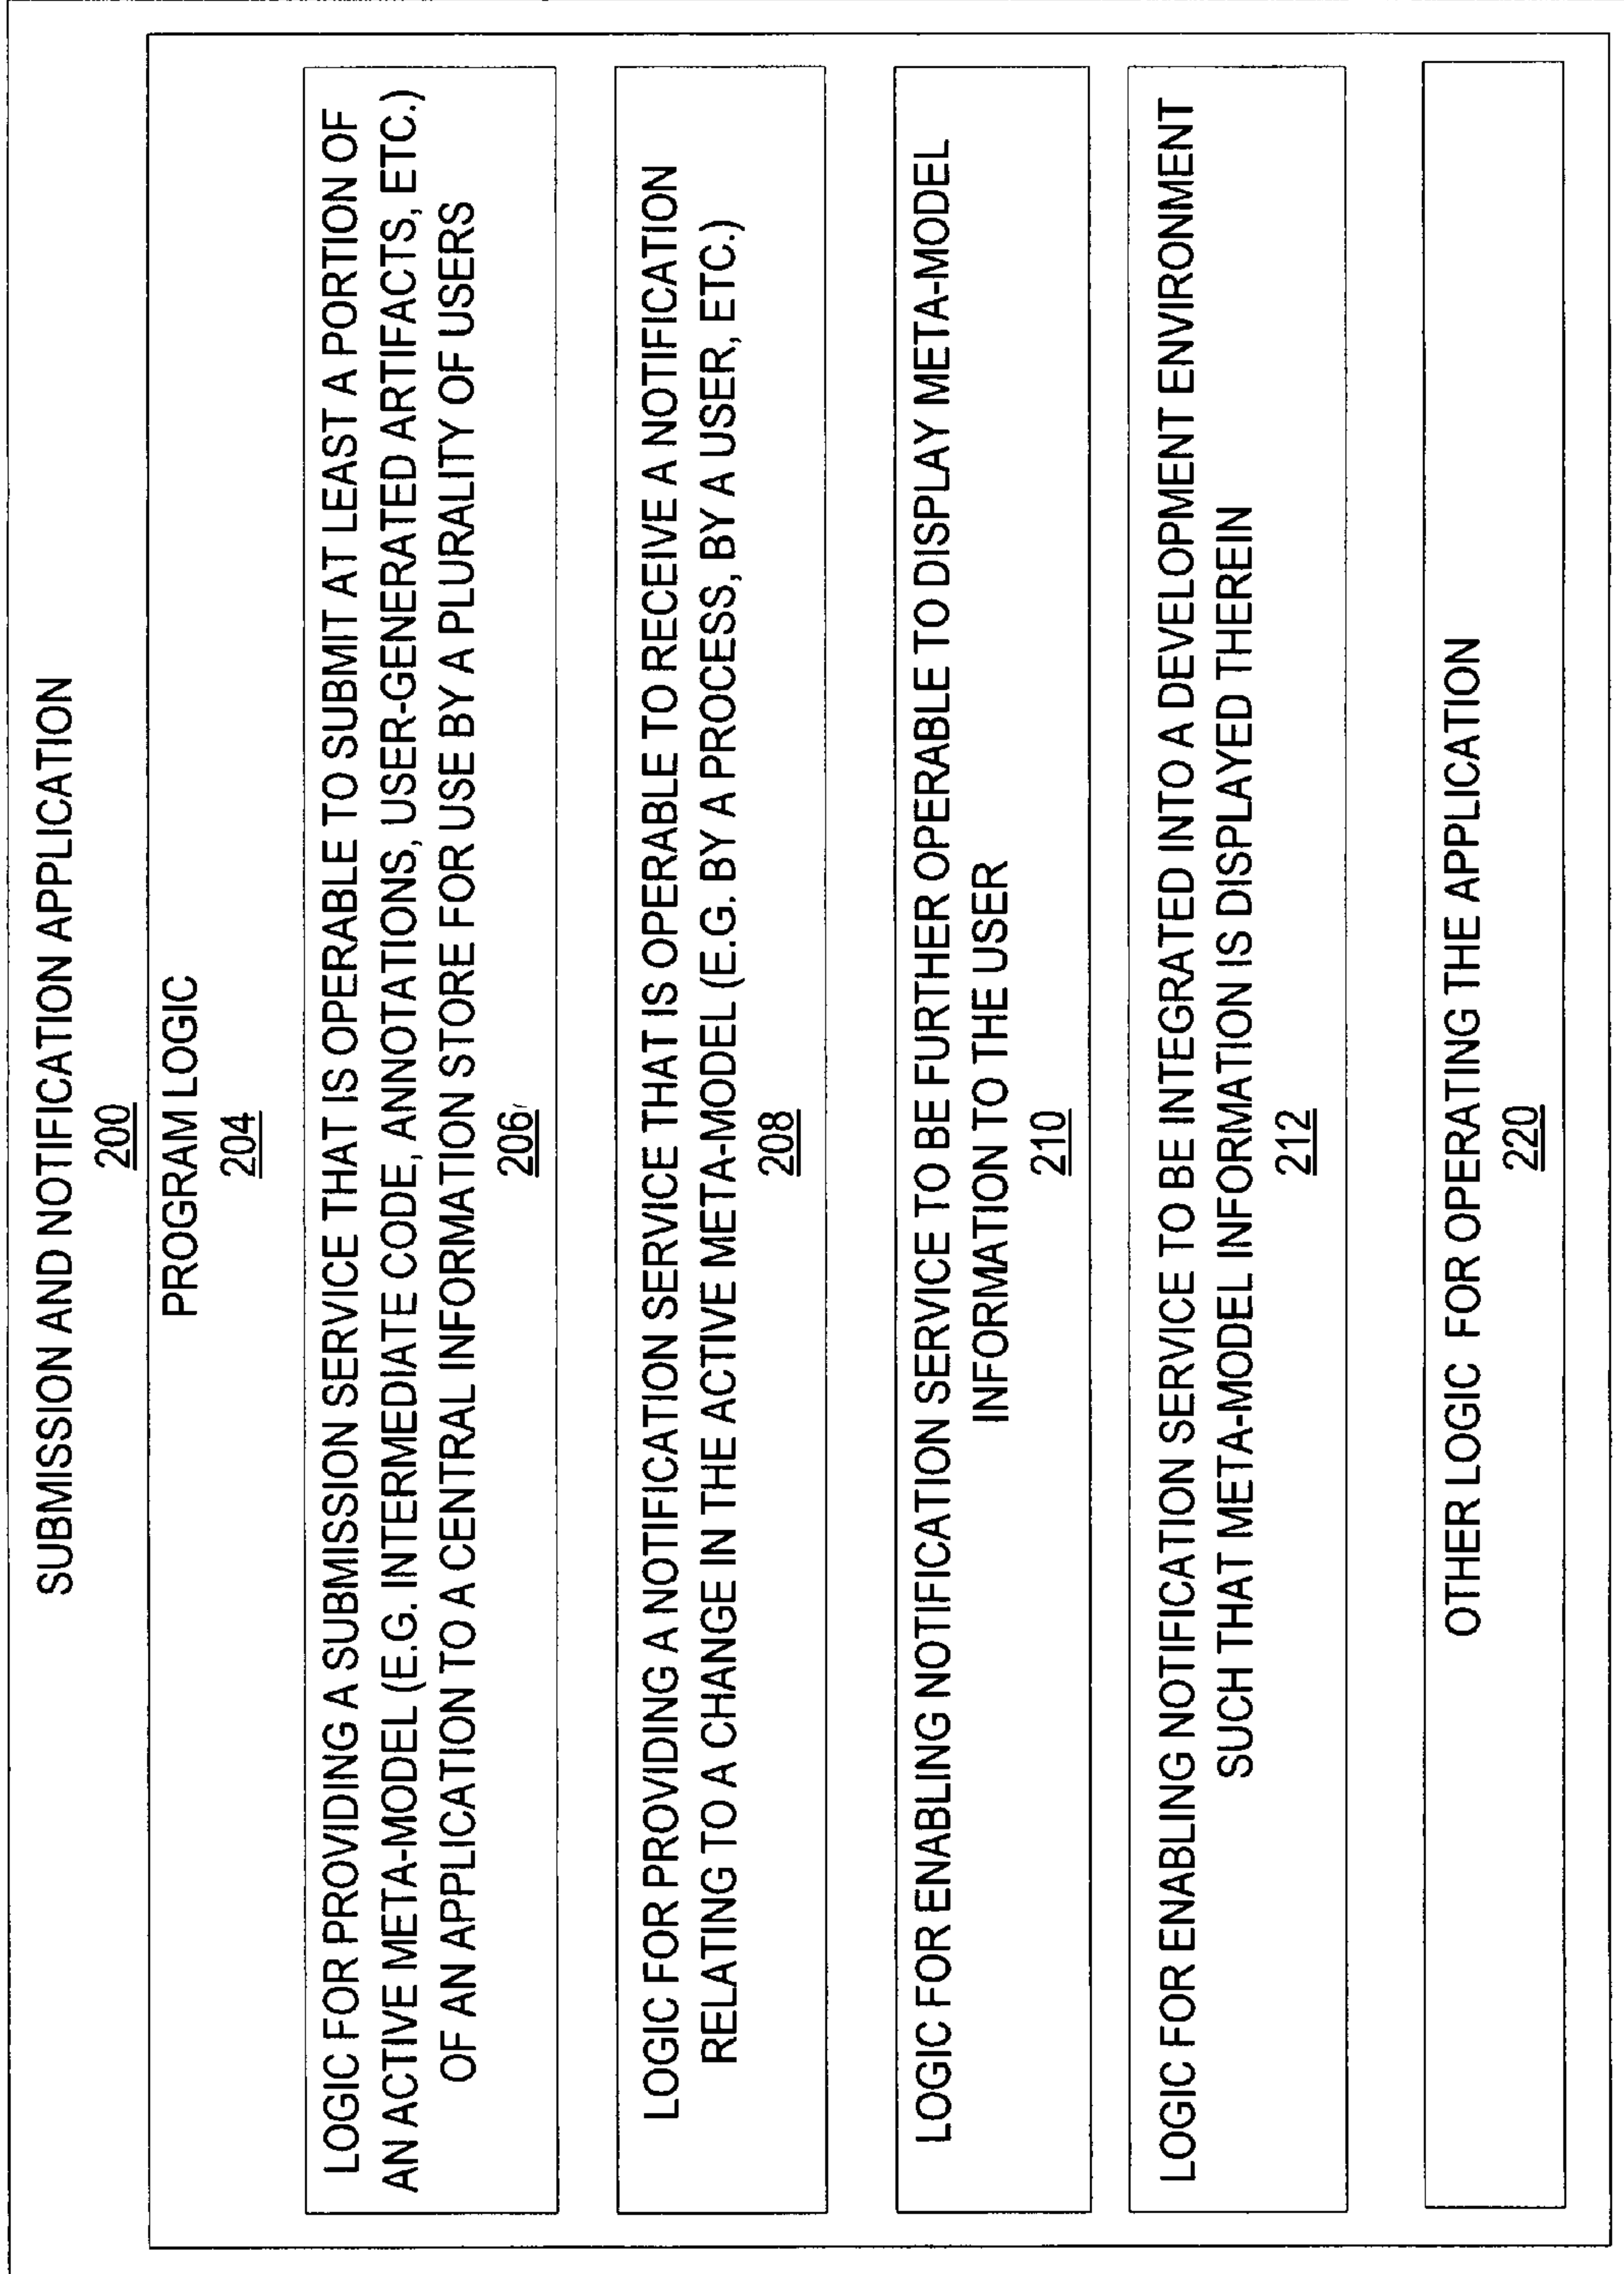 SUBMISSION AND NOTIFICATION APPLICATION
200
PROGRAM LOGIC
204
LOGIC FOR PROVIDING A SUBMISSION SERVICE THAT IS OPERABLE TO SUBMIT AT LEAST A PORTION OF
AN ACTIVE META-MODEL (E.G. INTERMEDIATE CODE, ANNOTATIONS, USER-GENERATED ARTIFACTS, ETC.)
OF AN APPLICATION TO A CENTRAL INFORMATION STORE FOR USE BY A PLURALITY OF USERS
206
LOGIC FOR PROVIDING A NOTIFICATION SERVICE THAT IS OPERABLE TO RECEIVE A NOTIFICATION
RELATING TO A CHANGE IN THE ACTIVE META-MODEL (E.G. BY A PROCESS, BY A USER, ETC.)
208
LOGIC FOR ENABLING NOTIFICATION SERVICE TO BE FURTHER OPERABLE TO DISPLAY META-MODEL
INFORMATION TO THE USER
210
LOGIC FOR ENABLING NOTIFICATION SERVICE TO BE INTEGRATED INTO A DEVELOPMENT ENVIRONMENT
SUCH THAT META-MODEL INFORMATION IS DISPLAYED THEREIN
212
OTHER LOGIC FOR OPERATING THE APPLICATION
220